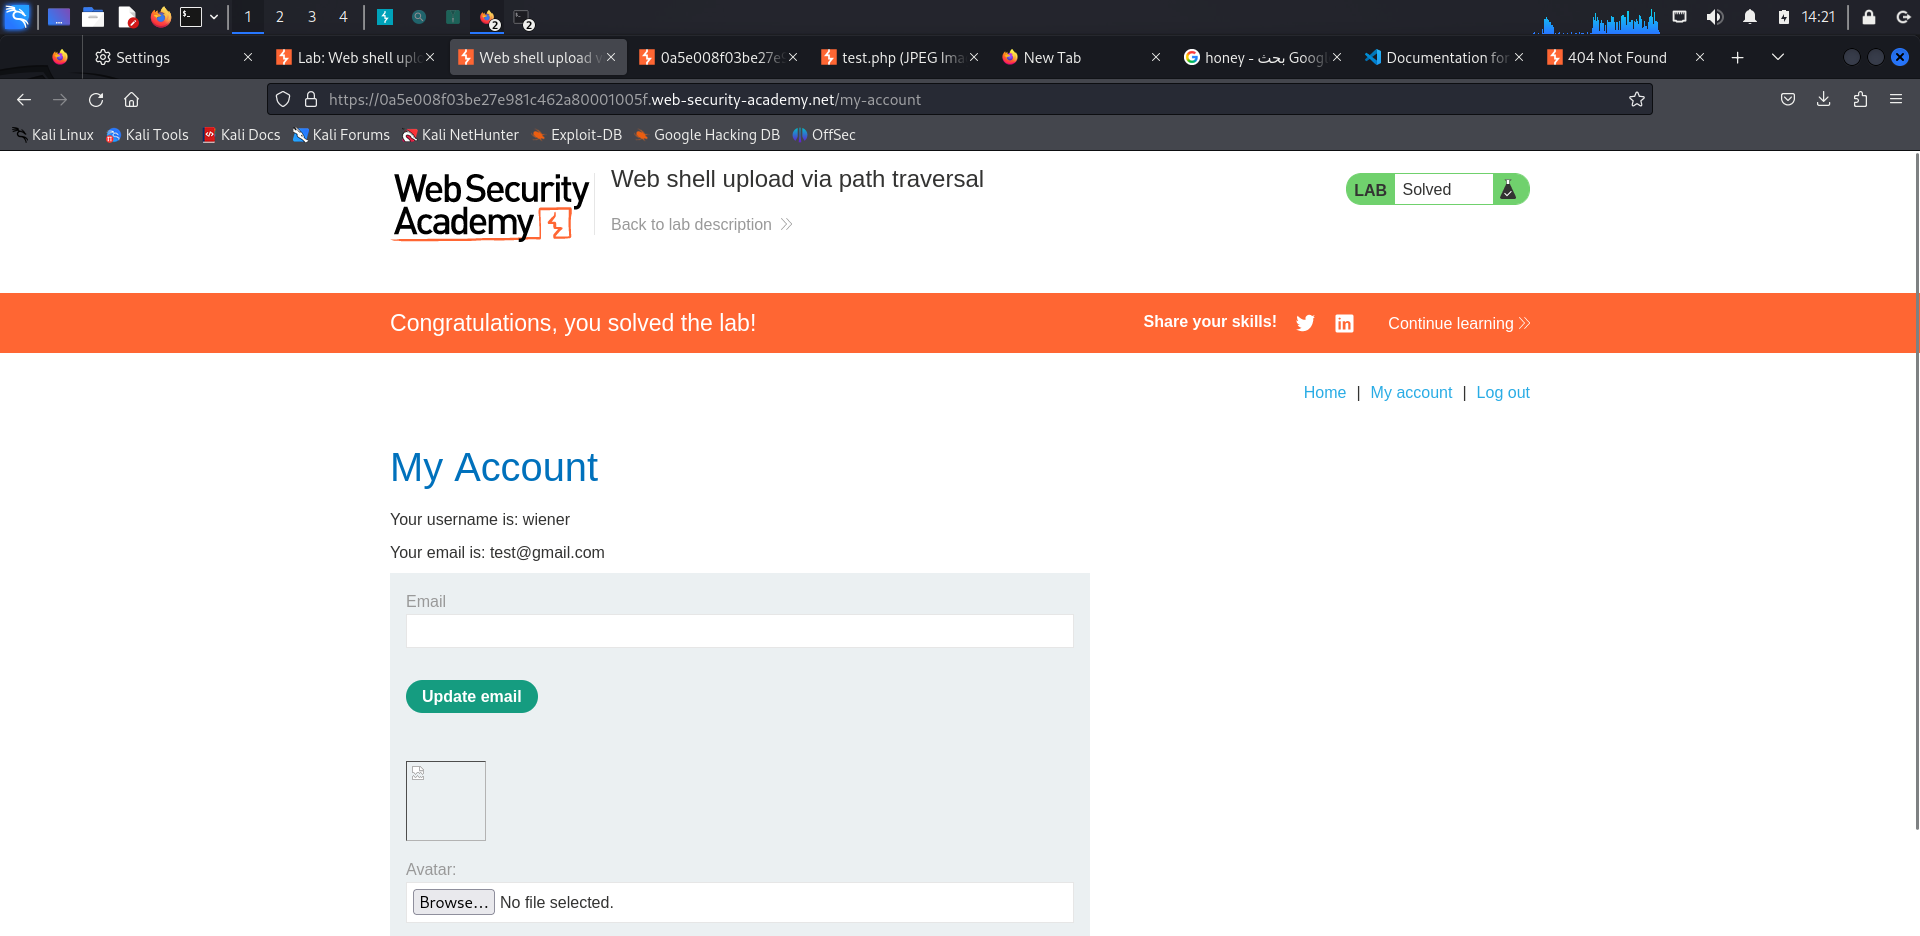 1 2 3 4 2 2 14:21
Settings Lab: Web shell uplo Web shell upload v 0a5e008f03be27e9 test.php (JPEG Ima New Tab honey - بحث Googl Documentation for 404 Not Found
https://0a5e008f03be27e981c462a80001005f.web-security-academy.net/my-account
Kali Linux Kali Tools Kali Docs Kali Forums Kali NetHunter Exploit-DB Google Hacking DB OffSec
WebSecurity
Academy
Web shell upload via path traversal
LAB Solved
Back to lab description
Congratulations, you solved the lab!
Share your skills!
Continue learning
Home | My account | Log out
My Account
Your username is: wiener
Your email is: test@gmail.com
Email
Update email
Avatar:
Browse... No file selected.